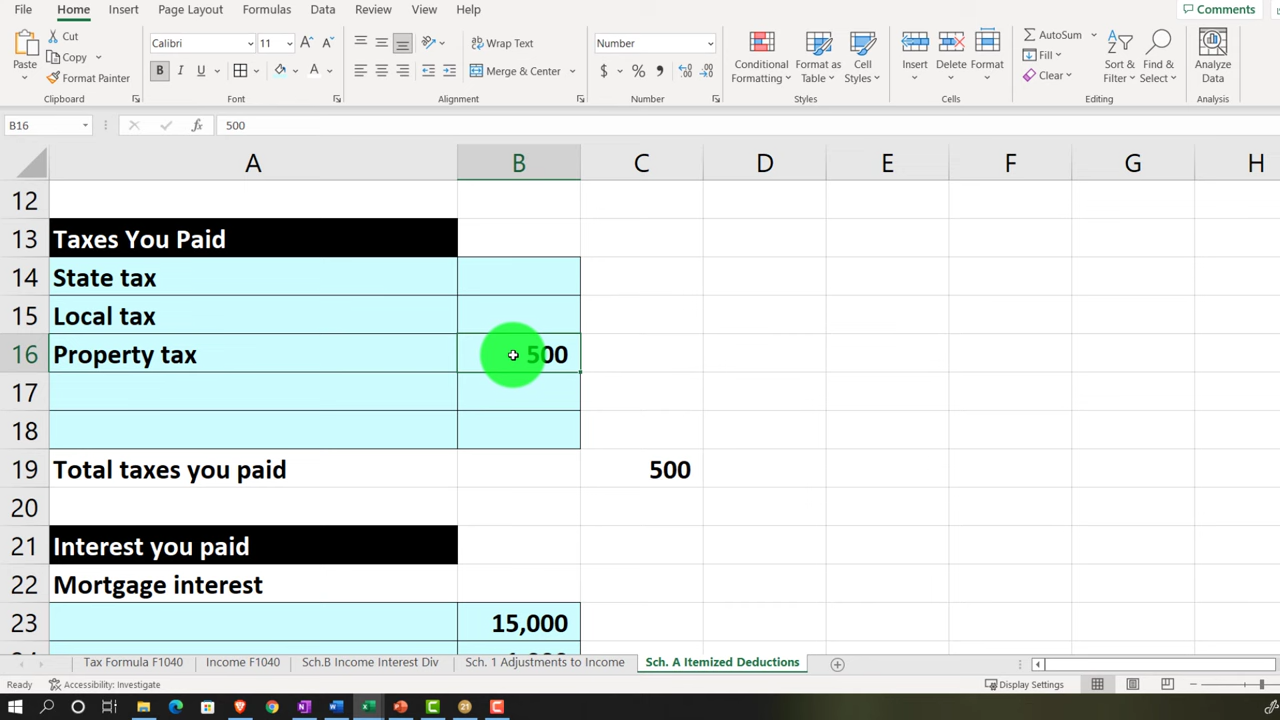 File Home Insert Page Layout Formulas Data Review View Help Comments
Paste
Cut
Copy
Format Painter
Clipboard
Calibri 11
B I U
Font
Wrap Text
Merge & Center
Alignment
Number
$ % ,
Number
Conditional Formatting
Format as Table
Cell Styles
Styles
Insert Delete Format
Cells
AutoSum
Fill
Clear
Sort & Filter
Find & Select
Editing
Analyze Data
Analysis
B16 fx 500
A B C D E F G H
12
13 Taxes You Paid
14 State tax
15 Local tax
16 Property tax 500
17
18
19 Total taxes you paid 500
20
21 Interest you paid
22 Mortgage interest
23 15,000
Tax Formula F1040 Income F1040 Sch.B Income Interest Div Sch. 1 Adjustments to Income Sch. A Itemized Deductions
Ready Accessibility: Investigate Display Settings